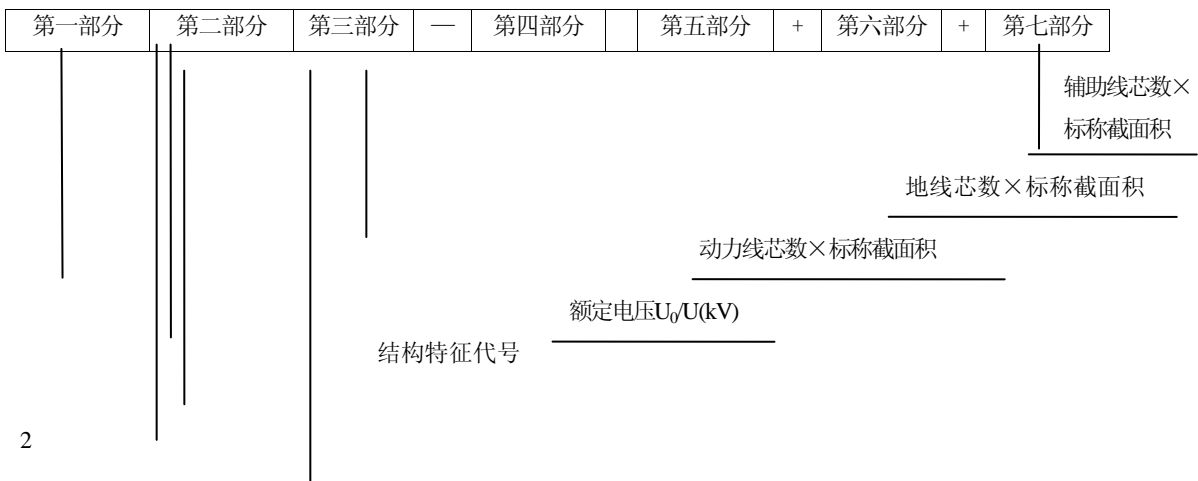 第一部分 第二部分 第三部分 — 第四部分 第五部分 + 第六部分 + 第七部分
辅助线芯数×
标称截面积
地线芯数×标称截面积
动力线芯数×标称截面积
额定电压U₀/U(kV)
结构特征代号
2